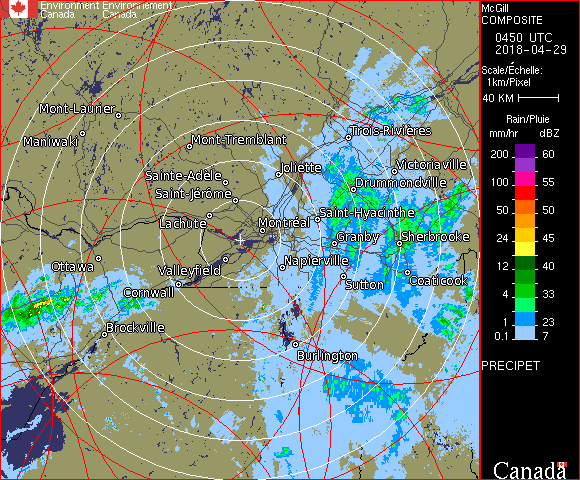 Environment Environnement
Canada Canada
McGill
COMPOSITE
0450 UTC
2018-04-29
Scale/Échelle:
1km/Pixel
40 KM
Rain/Pluie
mm/hr dBZ
200 60
100 55
50 50
24 45
12 40
4 33
1 23
0.1 7
PRECIPET
Canada
Mont-Laurier
Maniwaki
Mont-Tremblant
Trois-Rivières
Joliette
Victoriaville
Sainte-Adèle
Drummondville
Saint-Jérôme
Saint-Hyacinthe
Lachute
Montréal
Granby
Sherbrooke
Ottawa
Valleyfield
Napierville
Sutton
Coaticook
Cornwall
Brockville
Burlington